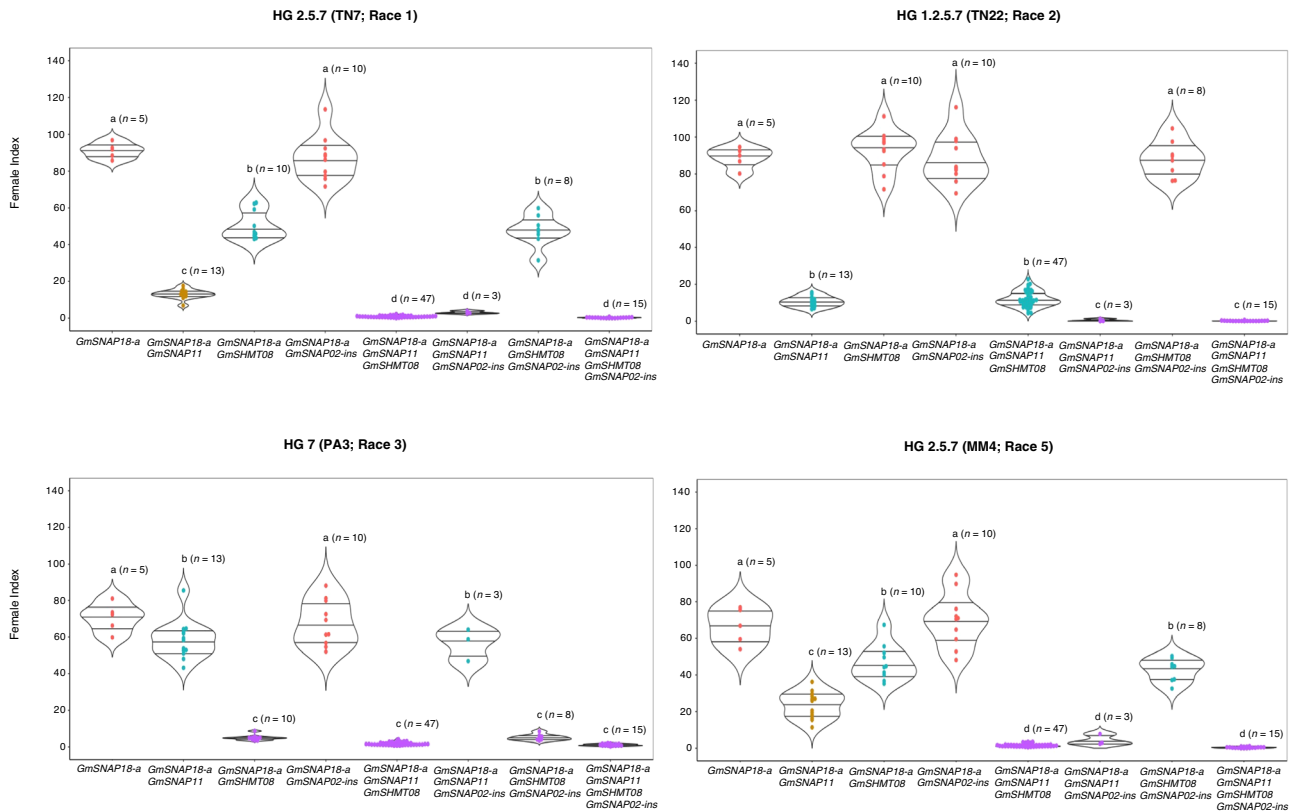 HG 2.5.7 (TN7; Race 1)
Female Index
140
120
100
80
60
40
20
0
a (n = 5)
c (n = 13)
b (n = 10)
a (n = 10)
d (n = 47)
d (n = 3)
b (n = 8)
d (n = 15)
GmSNAP18-a
GmSNAP18-a
GmSNAP11
GmSNAP18-a
GmSHMT08
GmSNAP18-a
GmSNAP02-ins
GmSNAP18-a
GmSNAP11
GmSHMT08
GmSNAP18-a
GmSNAP11
GmSNAP02-ins
GmSNAP18-a
GmSHMT08
GmSNAP02-ins
GmSNAP18-a
GmSNAP11
GmSHMT08
GmSNAP02-ins
HG 1.2.5.7 (TN22; Race 2)
140
120
100
80
60
40
20
0
a (n = 5)
b (n = 13)
a (n =10)
a (n = 10)
b (n = 47)
c (n = 3)
a (n = 8)
c (n = 15)
GmSNAP18-a
GmSNAP18-a
GmSNAP11
GmSNAP18-a
GmSHMT08
GmSNAP18-a
GmSNAP02-ins
GmSNAP18-a
GmSNAP11
GmSHMT08
GmSNAP18-a
GmSNAP11
GmSNAP02-ins
GmSNAP18-a
GmSHMT08
GmSNAP02-ins
GmSNAP18-a
GmSNAP11
GmSHMT08
GmSNAP02-ins
HG 7 (PA3; Race 3)
Female Index
140
120
100
80
60
40
20
0
a (n = 5)
b (n = 13)
c (n = 10)
a (n = 10)
c (n = 47)
b (n = 3)
c (n = 8)
c (n = 15)
GmSNAP18-a
GmSNAP18-a
GmSNAP11
GmSNAP18-a
GmSHMT08
GmSNAP18-a
GmSNAP02-ins
GmSNAP18-a
GmSNAP11
GmSHMT08
GmSNAP18-a
GmSNAP11
GmSNAP02-ins
GmSNAP18-a
GmSHMT08
GmSNAP02-ins
GmSNAP18-a
GmSNAP11
GmSHMT08
GmSNAP02-ins
HG 2.5.7 (MM4; Race 5)
140
120
100
80
60
40
20
0
a (n = 5)
c (n = 13)
b (n = 10)
a (n = 10)
d (n = 47)
d (n = 3)
b (n = 8)
d (n = 15)
GmSNAP18-a
GmSNAP18-a
GmSNAP11
GmSNAP18-a
GmSHMT08
GmSNAP18-a
GmSNAP02-ins
GmSNAP18-a
GmSNAP11
GmSHMT08
GmSNAP18-a
GmSNAP11
GmSNAP02-ins
GmSNAP18-a
GmSHMT08
GmSNAP02-ins
GmSNAP18-a
GmSNAP11
GmSHMT08
GmSNAP02-ins